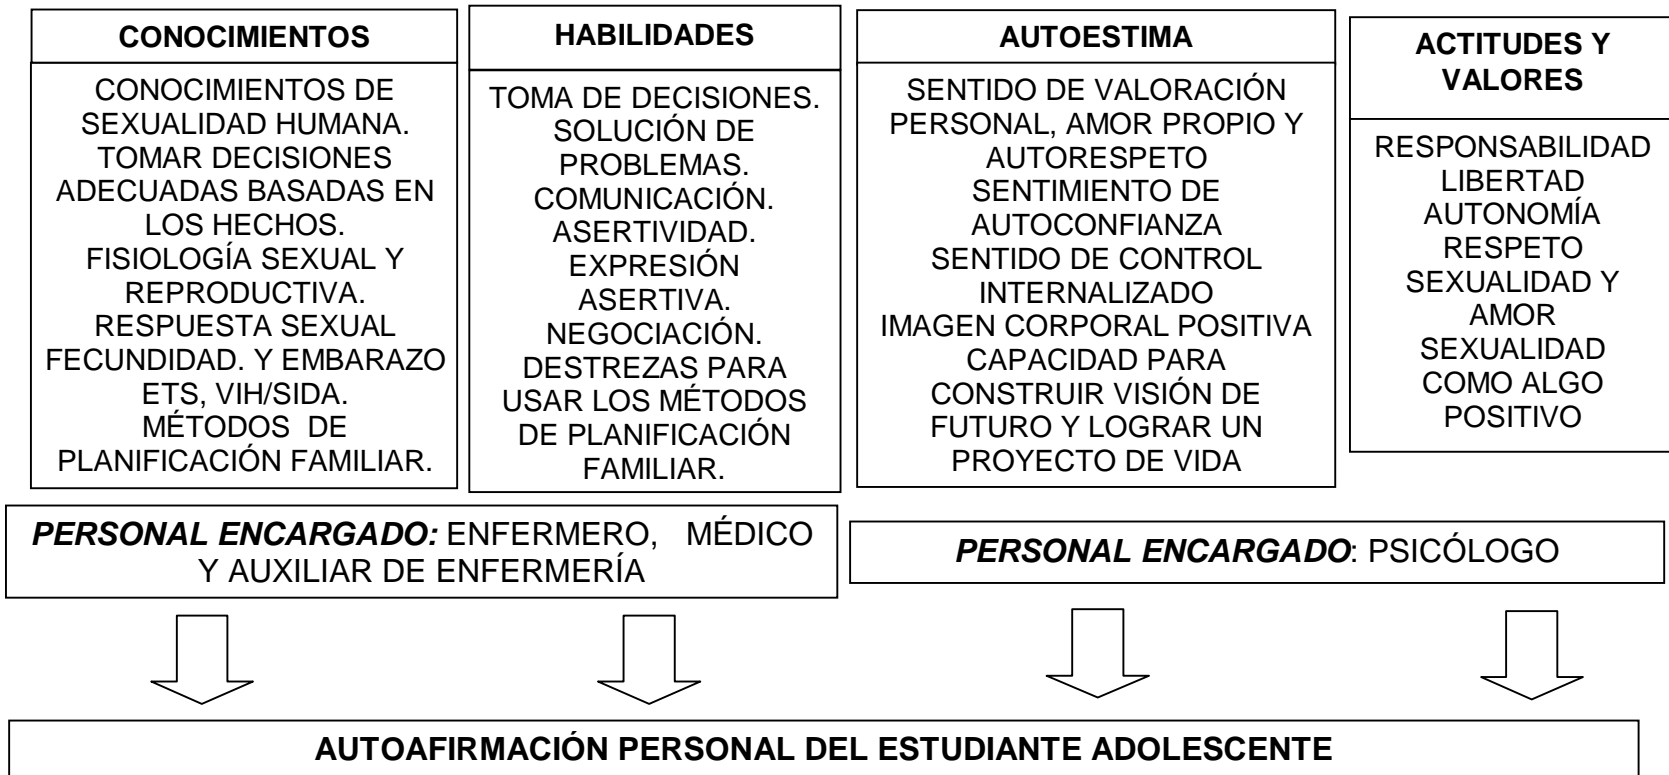 CONOCIMIENTOS
CONOCIMIENTOS DE
SEXUALIDAD HUMANA.
TOMAR DECISIONES
ADECUADAS BASADAS EN
LOS HECHOS.
FISIOLOGÍA SEXUAL Y
REPRODUCTIVA.
RESPUESTA SEXUAL
FECUNDIDAD. Y EMBARAZO
ETS, VIH/SIDA.
MÉTODOS DE
PLANIFICACIÓN FAMILIAR.
HABILIDADES
TOMA DE DECISIONES.
SOLUCIÓN DE
PROBLEMAS.
COMUNICACIÓN.
ASERTIVIDAD.
EXPRESIÓN
ASERTIVA.
NEGOCIACIÓN.
DESTREZAS PARA
USAR LOS MÉTODOS
DE PLANIFICACIÓN
FAMILIAR.
AUTOESTIMA
SENTIDO DE VALORACIÓN
PERSONAL, AMOR PROPIO Y
AUTORESPETO
SENTIMIENTO DE
AUTOCONFIANZA
SENTIDO DE CONTROL
INTERNALIZADO
IMAGEN CORPORAL POSITIVA
CAPACIDAD PARA
CONSTRUIR VISIÓN DE
FUTURO Y LOGRAR UN
PROYECTO DE VIDA
ACTITUDES Y
VALORES
RESPONSABILIDAD
LIBERTAD
AUTONOMÍA
RESPETO
SEXUALIDAD Y
AMOR
SEXUALIDAD
COMO ALGO
POSITIVO
PERSONAL ENCARGADO: ENFERMERO, MÉDICO
Y AUXILIAR DE ENFERMERÍA
PERSONAL ENCARGADO: PSICÓLOGO
AUTOAFIRMACIÓN PERSONAL DEL ESTUDIANTE ADOLESCENTE